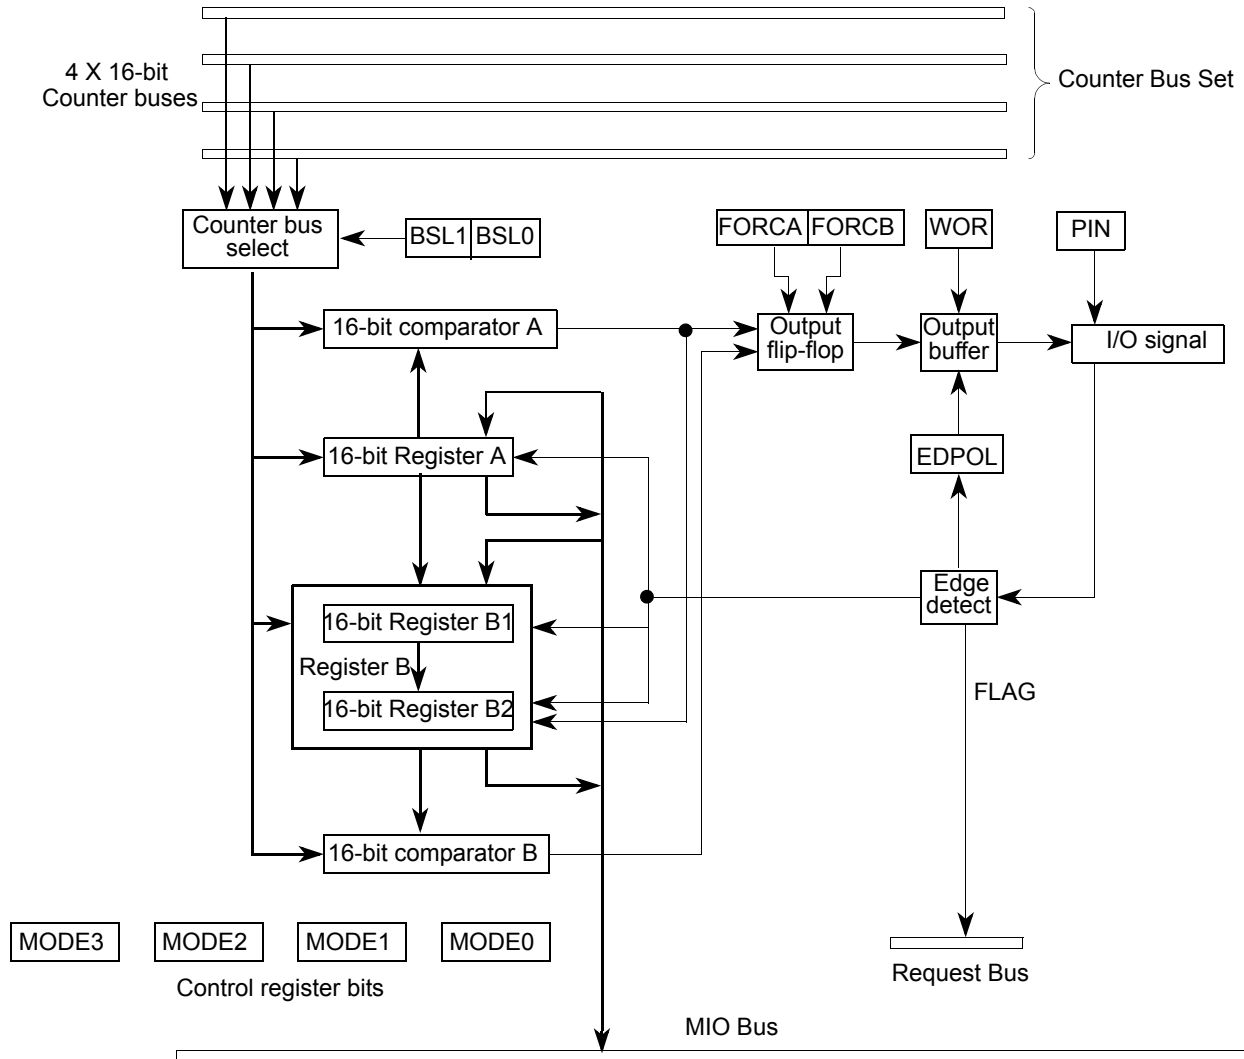 4 X 16-bit
Counter buses
Counter Bus Set
Counter bus
select
BSL1 BSL0
FORCA FORCB
WOR
PIN
16-bit comparator A
Output
flip-flop
Output
buffer
I/O signal
16-bit Register A
EDPOL
Edge
detect
16-bit Register B1
Register B
16-bit Register B2
FLAG
16-bit comparator B
MODE3
MODE2
MODE1
MODE0
Control register bits
Request Bus
MIO Bus